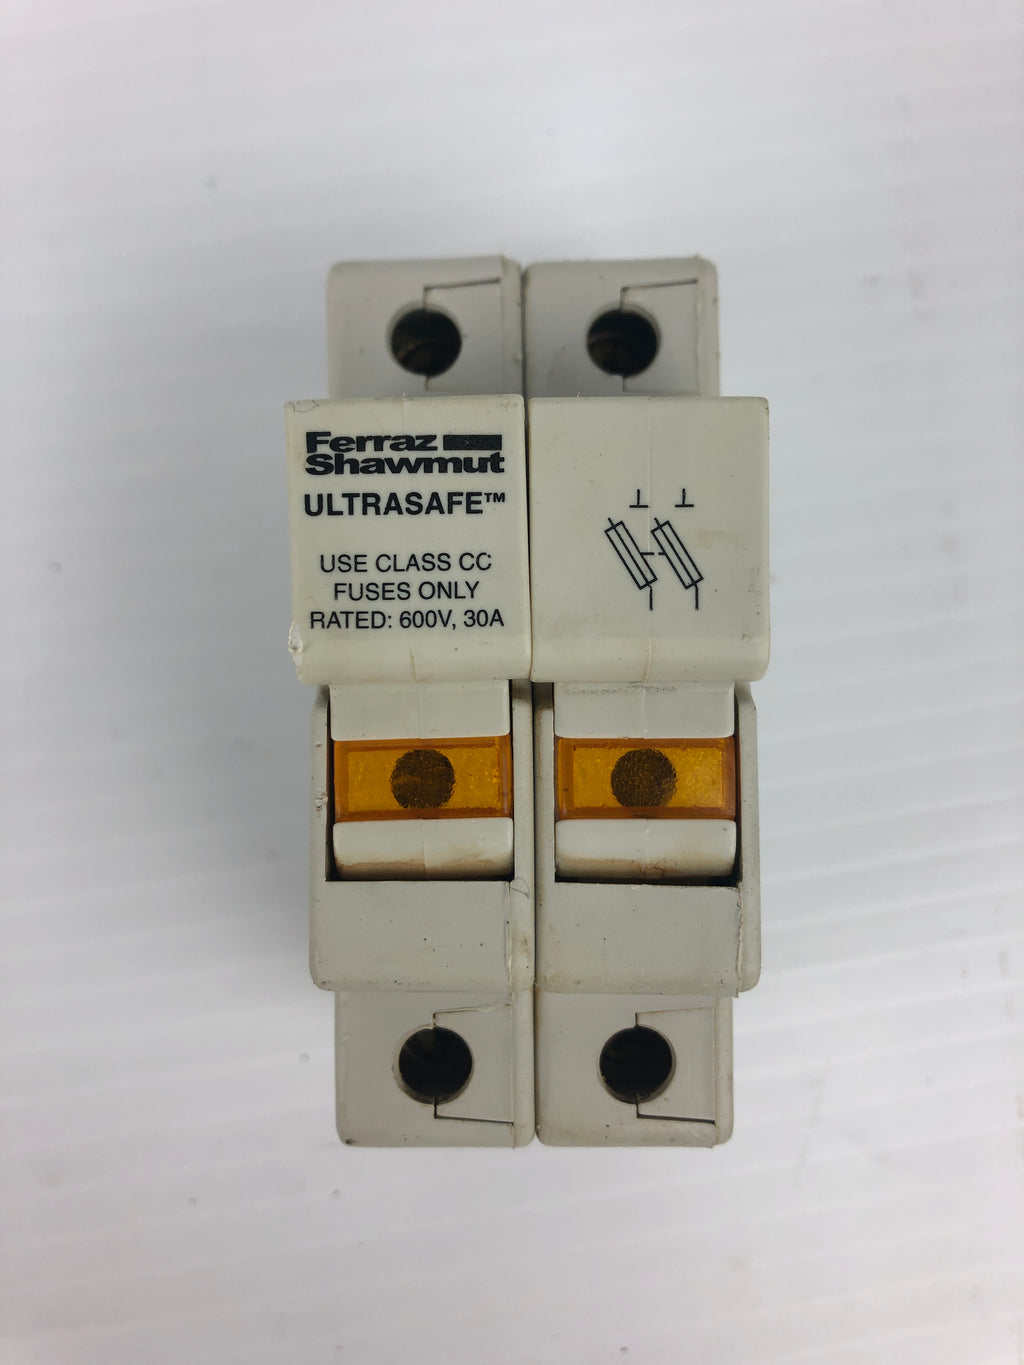 Ferraz
Shawmut
ULTRASAFE™
USE CLASS CC
FUSES ONLY
RATED: 600V, 30A